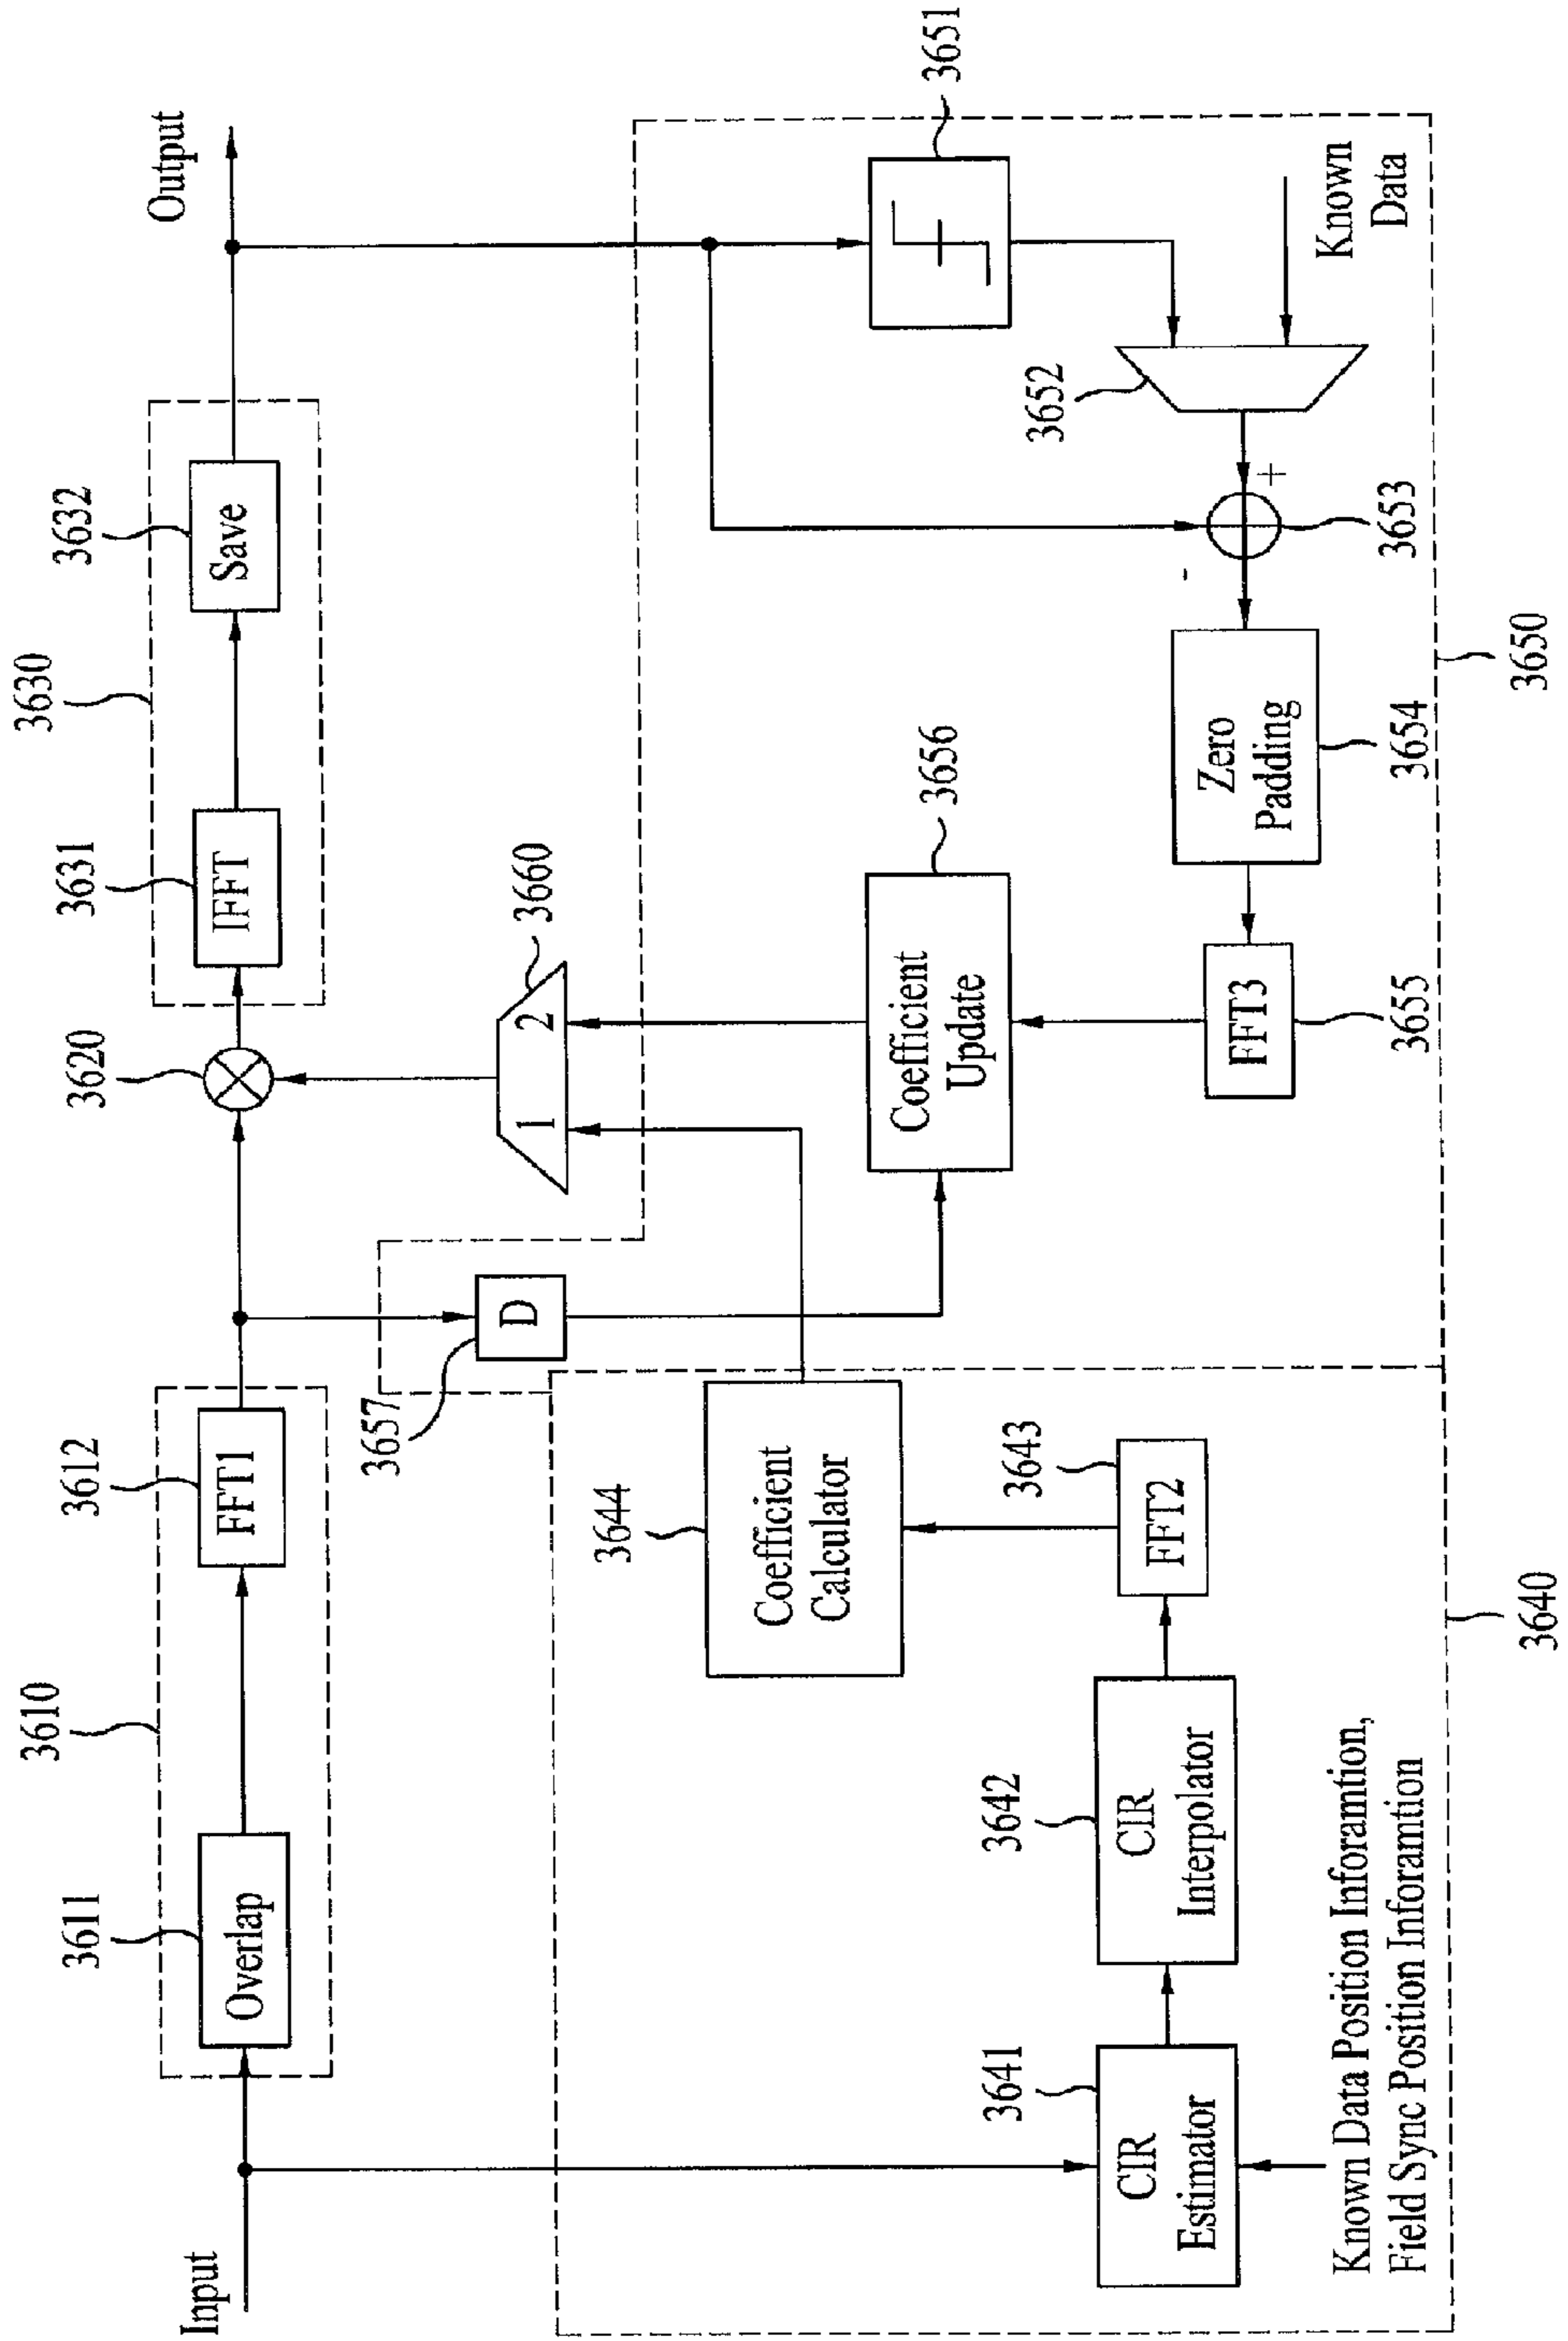 Input
3610
3611
Overlap
3612
FFT1
3620
3630
3631
IFFT
3632
Save
Output
3657
D
3660
1
2
3644
Coefficient
Calculator
3656
Coefficient
Update
3651
3652
Known
Data
+
-
3653
Zero
Padding
3654
FFT3
3655
3650
3641
CIR
Estimator
3642
CIR
Interpolator
3643
FFT2
Known Data Position Inforamtion,
Field Sync Position Inforamtion
3640